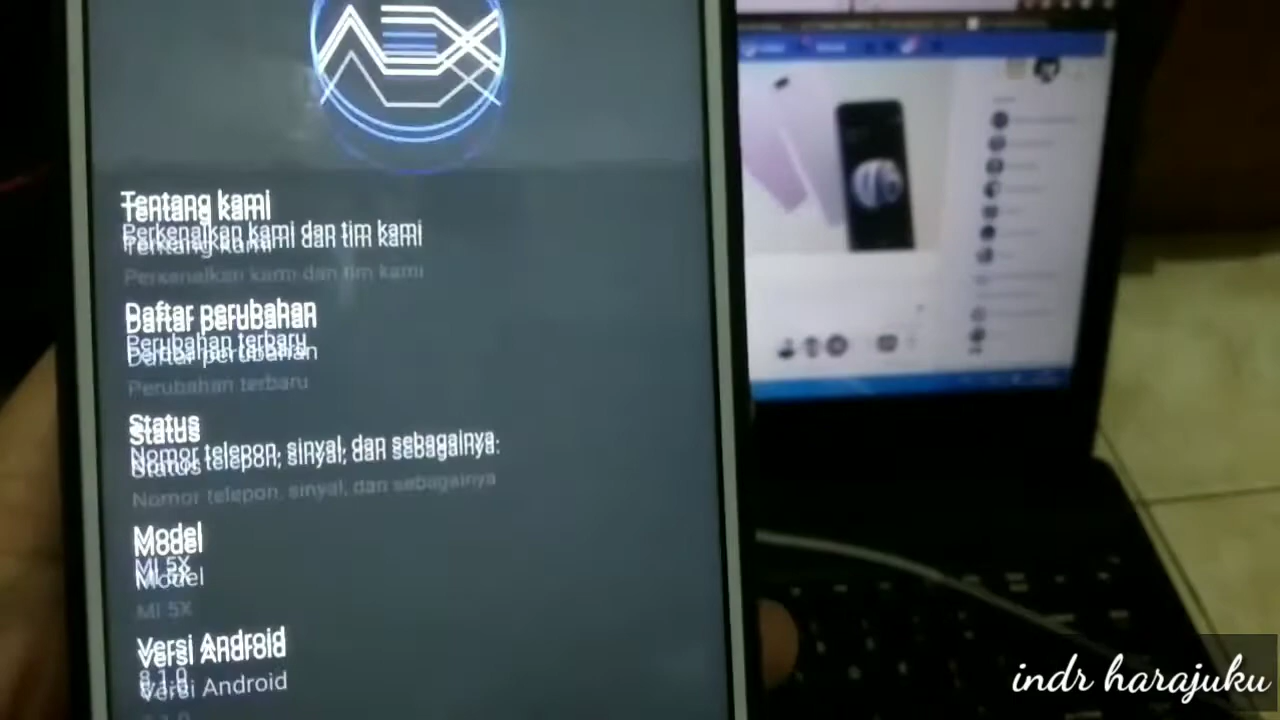 AEX
Tentang kami
Perkenalkan kami dan tim kami
Daftar perubahan
Perubahan terbaru
Status
Nomor telepon, sinyal, dan sebagainya
Model
MI 5X
Versi Android
8.1.0
indr harajuku